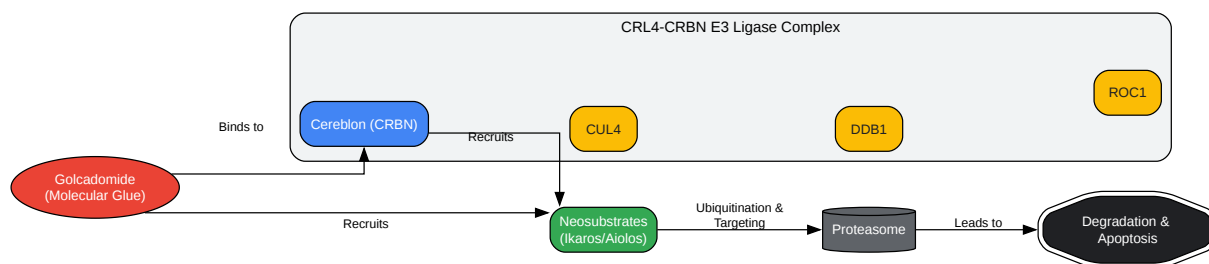 CRL4-CRBN E3 Ligase Complex
ROC1
Binds to
Cereblon (CRBN)
Recruits
CUL4
DDB1
Golcadomide
(Molecular Glue)
Recruits
Neosubstrates
(Ikaros/Aiolos)
Ubiquitination &
Targeting
Proteasome
Leads to
Degradation &
Apoptosis